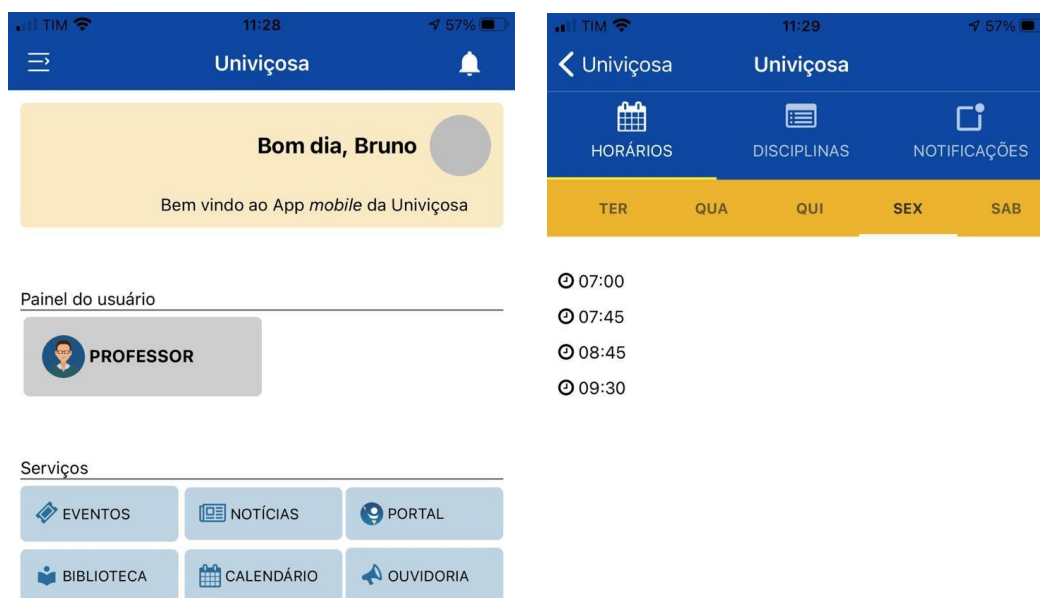 TIM 11:28 57%
Univiçosa
Bom dia, Bruno
Bem vindo ao App mobile da Univiçosa
Painel do usuário
PROFESSOR
Serviços
EVENTOS NOTÍCIAS PORTAL
BIBLIOTECA CALENDÁRIO OUVIDORIA
TIM 11:29 57%
Univiçosa Univiçosa
HORÁRIOS DISCIPLINAS NOTIFICAÇÕES
TER QUA QUI SEX SAB
07:00
07:45
08:45
09:30